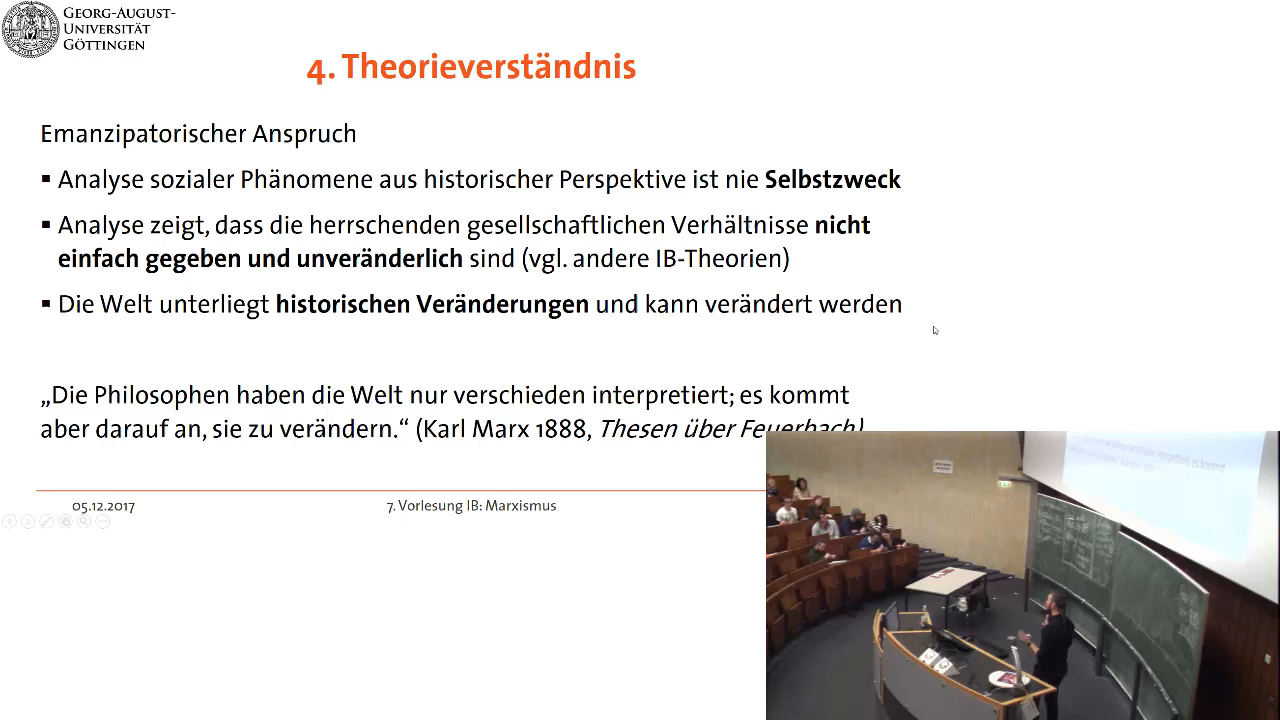 GEORG-AUGUST-
UNIVERSITÄT
GÖTTINGEN
4. Theorieverständnis
Emanzipatorischer Anspruch
▪ Analyse sozialer Phänomene aus historischer Perspektive ist nie Selbstzweck
▪ Analyse zeigt, dass die herrschenden gesellschaftlichen Verhältnisse nicht
einfach gegeben und unveränderlich sind (vgl. andere IB-Theorien)
▪ Die Welt unterliegt historischen Veränderungen und kann verändert werden
„Die Philosophen haben die Welt nur verschieden interpretiert; es kommt
aber darauf an, sie zu verändern.“ (Karl Marx 1888, Thesen über Feuerbach)
05.12.2017
7. Vorlesung IB: Marxismus